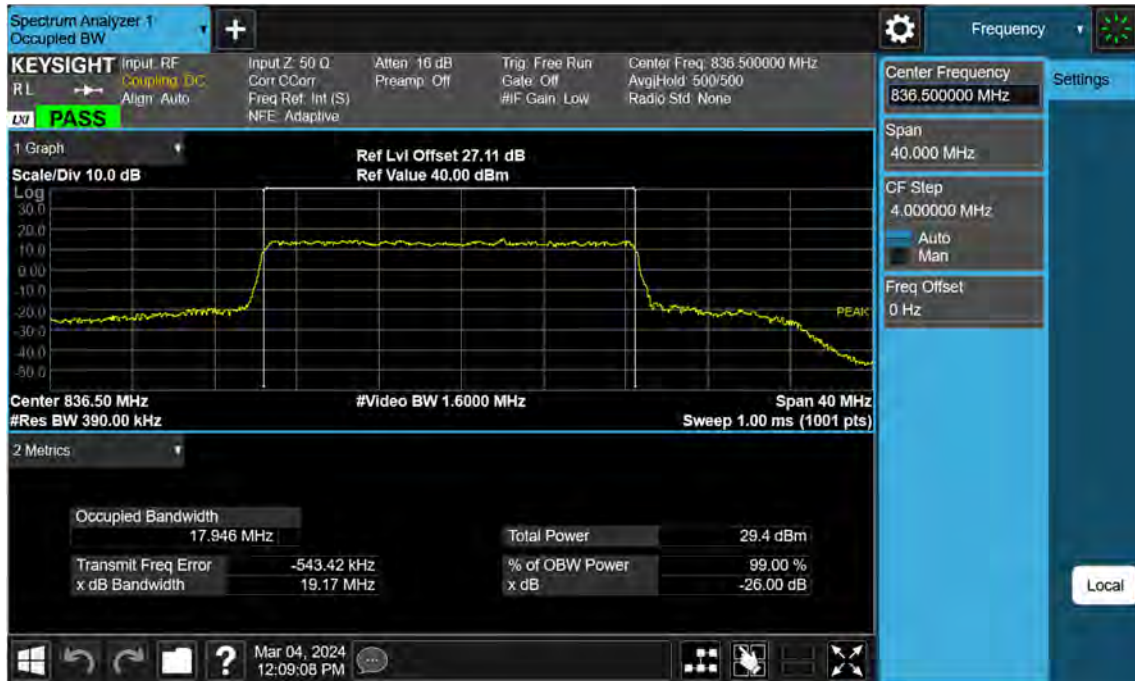 Spectrum Analyzer 1
Occupied BW
+
Frequency
KEYSIGHT Input: RF Input Z: 50 Ω Atten: 16 dB Trig: Free Run Center Freq: 836.500000 MHz
RL Coupling: DC Corr CCorr Preamp: Off Gate: Off Avg|Hold: 500/500
Align: Auto Freq Ref: Int (S) #IF Gain: Low Radio Std: None
LXI PASS NFE: Adaptive
Center Frequency
836.500000 MHz
Settings
Span
40.000 MHz
CF Step
4.000000 MHz
Auto
Man
Freq Offset
0 Hz
1 Graph
Ref Lvl Offset 27.11 dB
Scale/Div 10.0 dB Ref Value 40.00 dBm
Log
30.0
20.0
10.0
0.00
-10.0
-20.0
-30.0
-40.0
-50.0
PEAK
Center 836.50 MHz #Video BW 1.6000 MHz Span 40 MHz
#Res BW 390.00 kHz Sweep 1.00 ms (1001 pts)
2 Metrics
Occupied Bandwidth
17.946 MHz Total Power 29.4 dBm
Transmit Freq Error -543.42 kHz % of OBW Power 99.00 %
x dB Bandwidth 19.17 MHz x dB -26.00 dB
Local
? Mar 04, 2024
12:09:08 PM